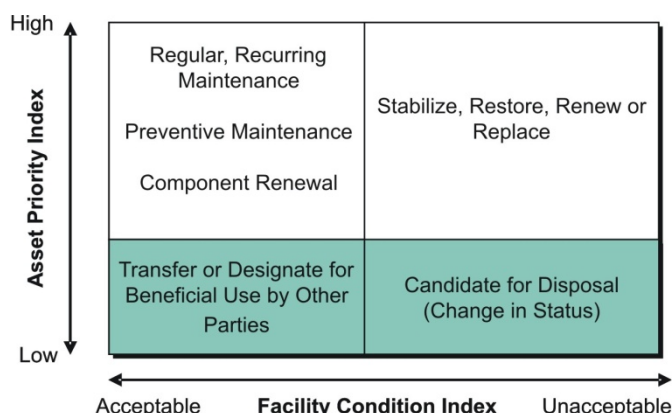 High
Regular, Recurring
Maintenance
Preventive Maintenance
Component Renewal
Stabilize, Restore, Renew or
Replace
Asset Priority Index
Transfer or Designate for
Beneficial Use by Other
Parties
Candidate for Disposal
(Change in Status)
Low
Acceptable Facility Condition Index Unacceptable